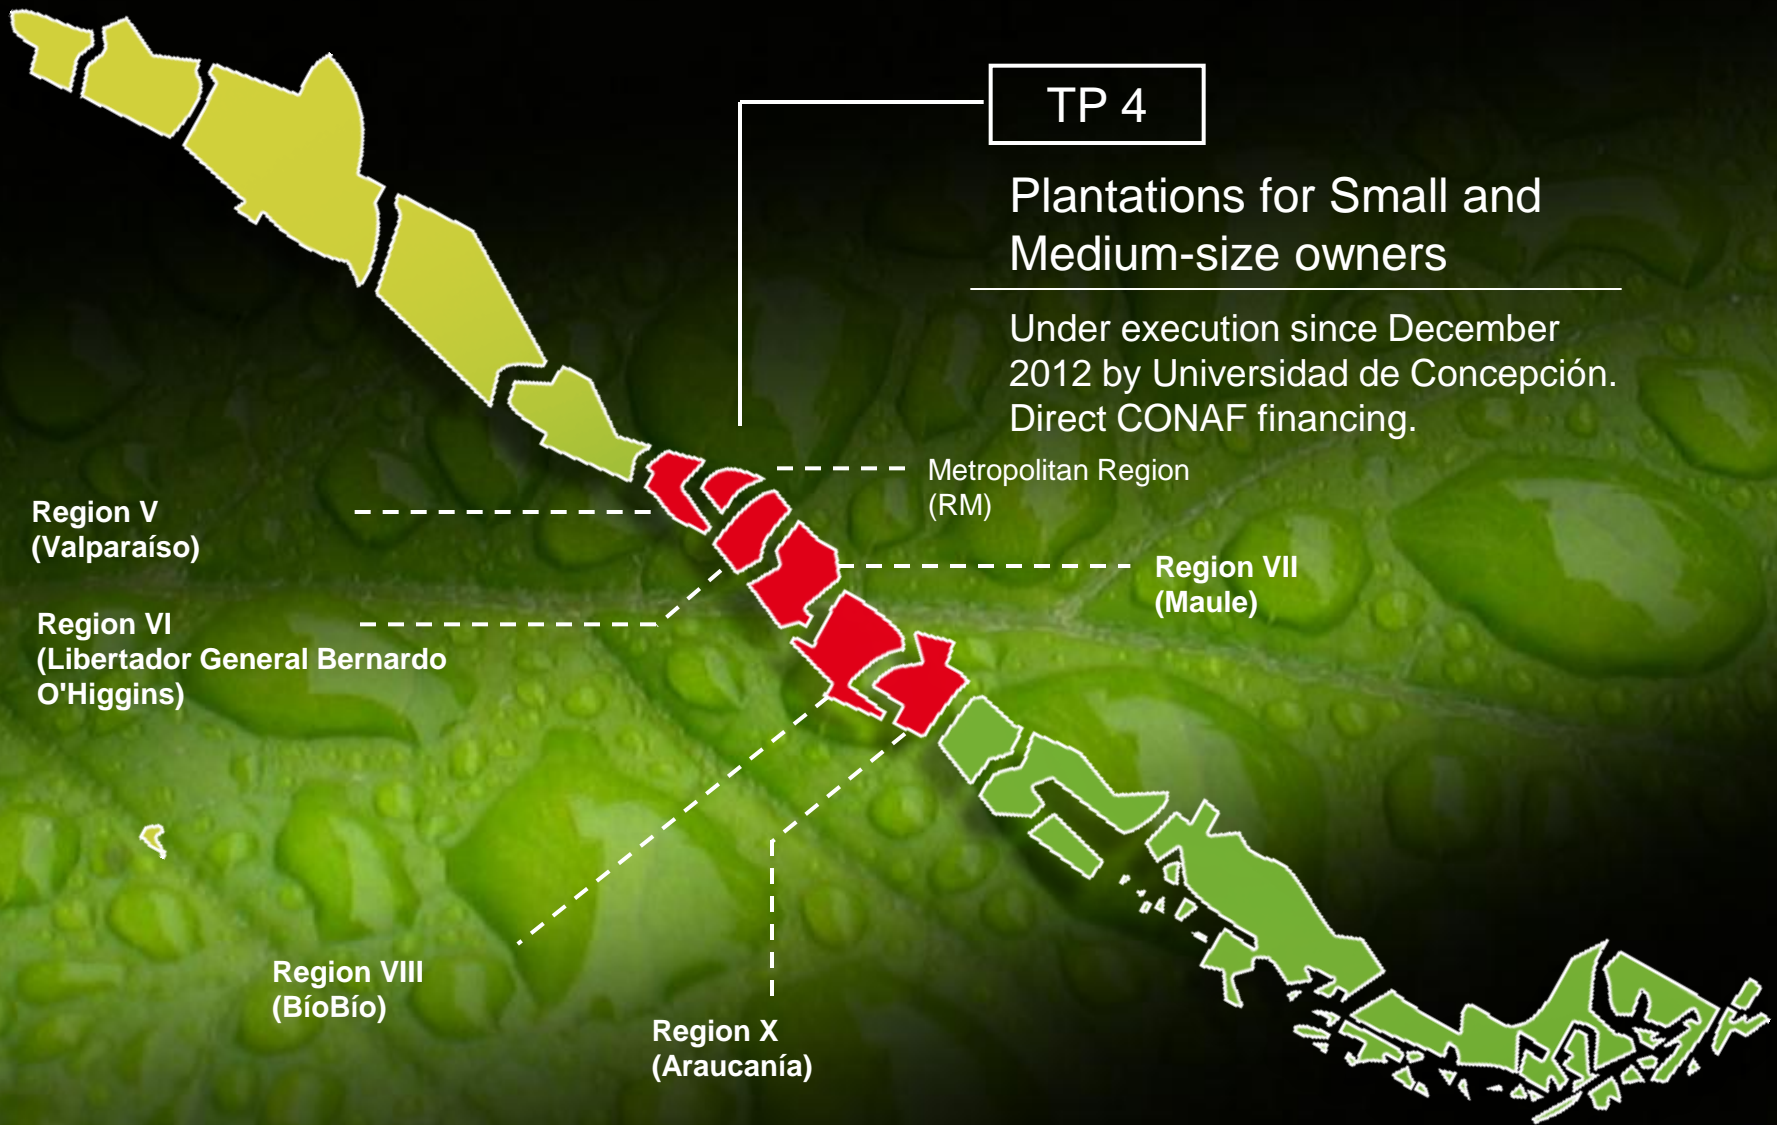 TP 4
Plantations for Small and
Medium-size owners
Under execution since December
2012 by Universidad de Concepción.
Direct CONAF financing.
Metropolitan Region
(RM)
Region V
(Valparaíso)
Region VII
(Maule)
Region VI
(Libertador General Bernardo
O'Higgins)
Region VIII
(BíoBío)
Region X
(Araucanía)